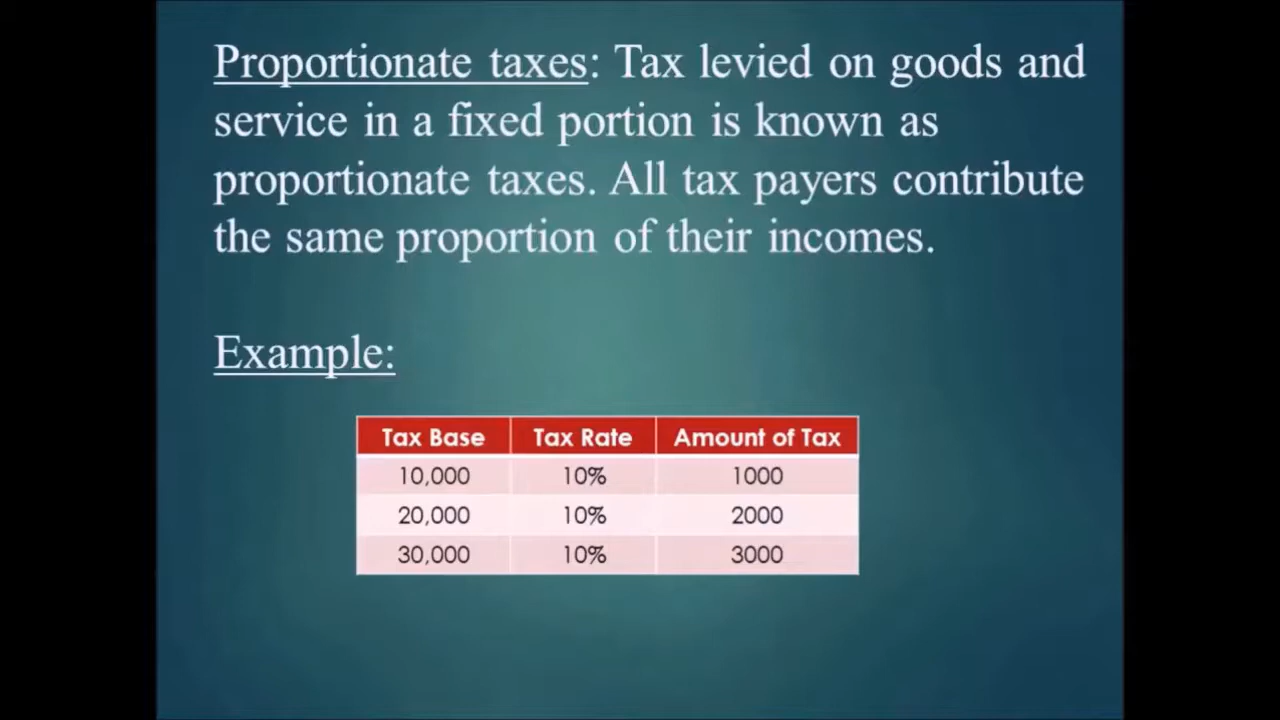 Proportionate taxes: Tax levied on goods and
service in a fixed portion is known as
proportionate taxes. All tax payers contribute
the same proportion of their incomes.
Example:
Tax Base Tax Rate Amount of Tax
10,000 10% 1000
20,000 10% 2000
30,000 10% 3000